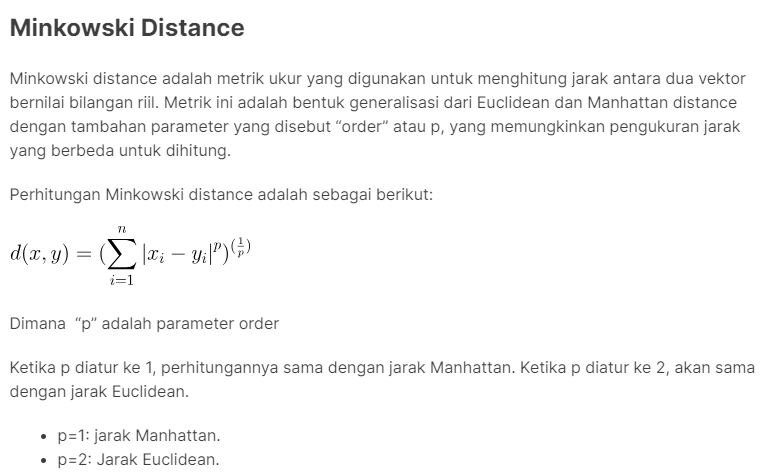 Minkowski Distance
Minkowski distance adalah metrik ukur yang digunakan untuk menghitung jarak antara dua vektor
bernilai bilangan riil. Metrik ini adalah bentuk generalisasi dari Euclidean dan Manhattan distance
dengan tambahan parameter yang disebut “order” atau p, yang memungkinkan pengukuran jarak
yang berbeda untuk dihitung.
Perhitungan Minkowski distance adalah sebagai berikut:
d(x, y) = (∑_{i=1}^{n} |x_i − y_i|^p)^{(1/p)}
Dimana “p” adalah parameter order
Ketika p diatur ke 1, perhitungannya sama dengan jarak Manhattan. Ketika p diatur ke 2, akan sama
dengan jarak Euclidean.
• p=1: jarak Manhattan.
• p=2: Jarak Euclidean.